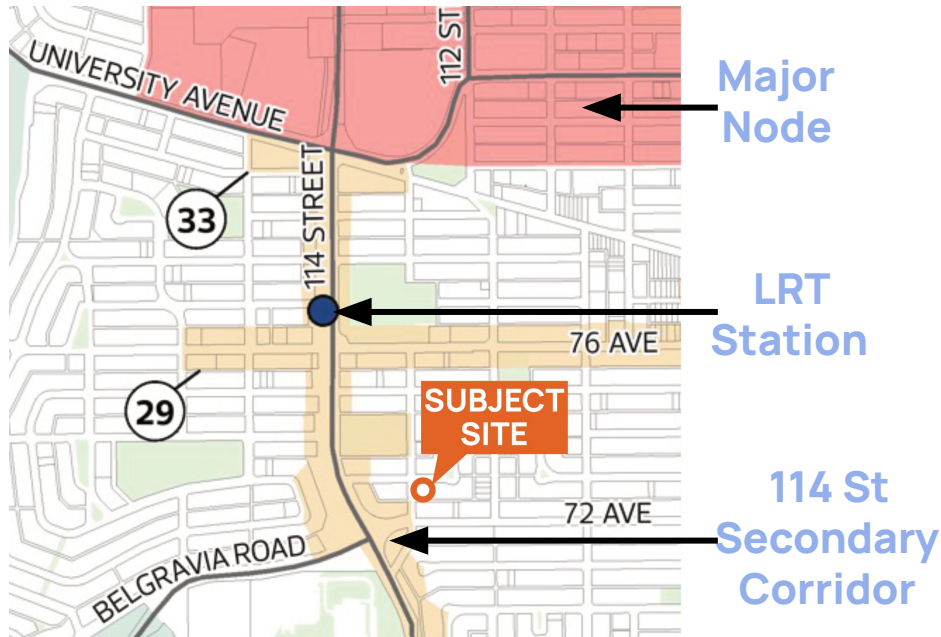 UNIVERSITY AVENUE
112 ST
Major
Node
33
114 STREET
LRT
Station
76 AVE
29
SUBJECT
SITE
72 AVE
114 St
Secondary
Corridor
BELGRAVIA ROAD